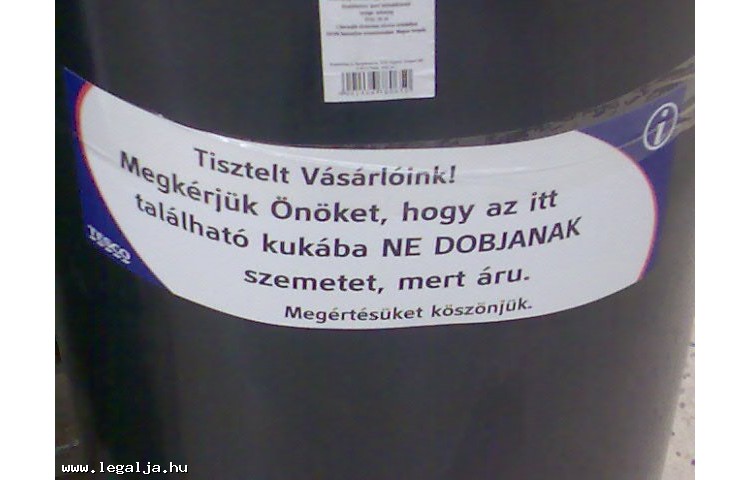 Tisztelt Vásárlóink!
Megkérjük Önöket, hogy az itt
található kukába NE DOBJANAK
szemetet, mert áru.
Megértésüket köszönjük.
TESCO
i
www.legalja.hu